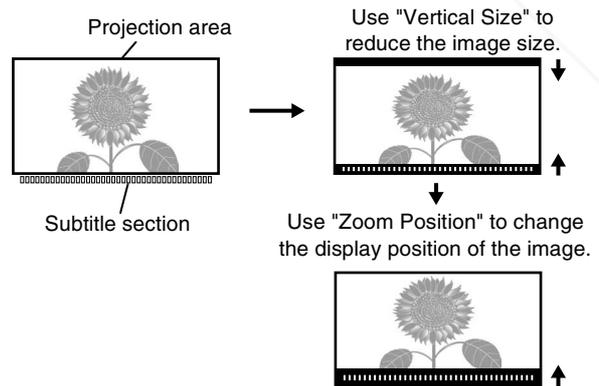 Projection area
Subtitle section
Use "Vertical Size" to
reduce the image size.
Use "Zoom Position" to change
the display position of the image.